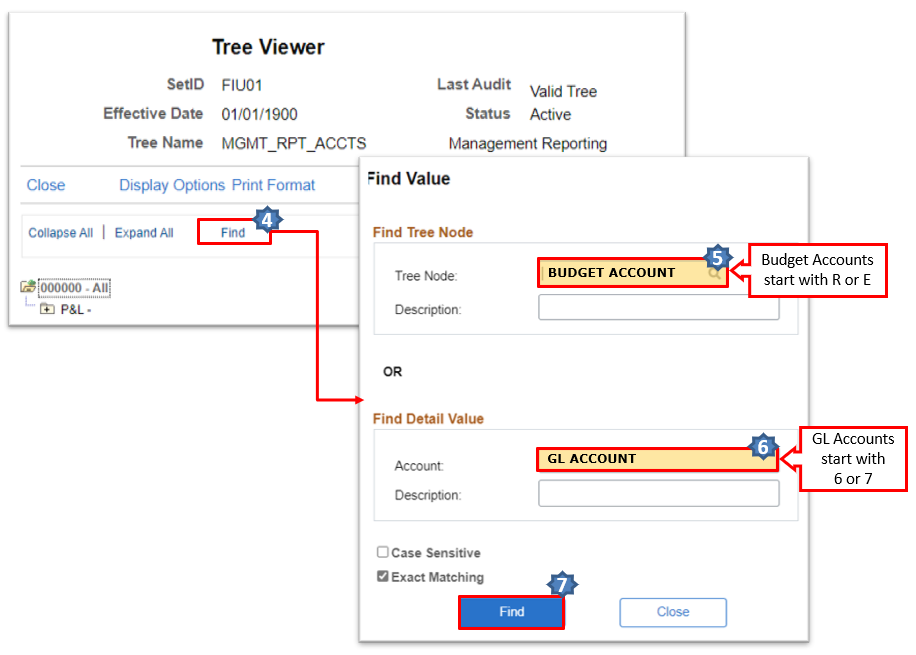 Tree Viewer
SetID FIU01 Last Audit Valid Tree
Effective Date 01/01/1900 Status Active
Tree Name MGMT_RPT_ACCTS Management Reporting
Close Display Options Print Format
Collapse All | Expand All Find 4
000000 - All
P&L -
Find Value
Find Tree Node
Tree Node: BUDGET ACCOUNT 5
Budget Accounts
start with R or E
Description:
OR
Find Detail Value
Account: GL ACCOUNT 6
GL Accounts
start with
6 or 7
Description:
Case Sensitive
Exact Matching
7
Find Close